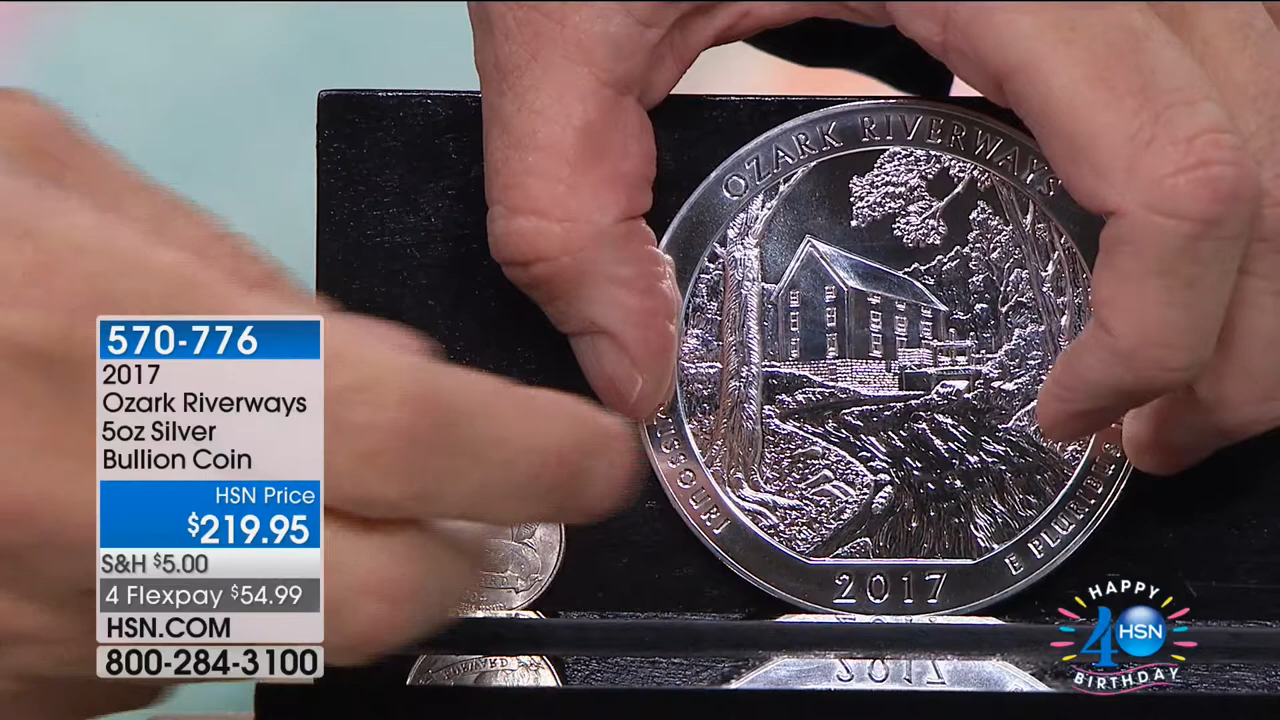 570-776
2017
Ozark Riverways
5oz Silver
Bullion Coin
HSN Price
$219.95
S&H $5.00
4 Flexpay $54.99
HSN.COM
800-284-3100
OZARK RIVERWAYS
MISSOURI
2017
E PLURIBUS
HAPPY
40 HSN
BIRTHDAY